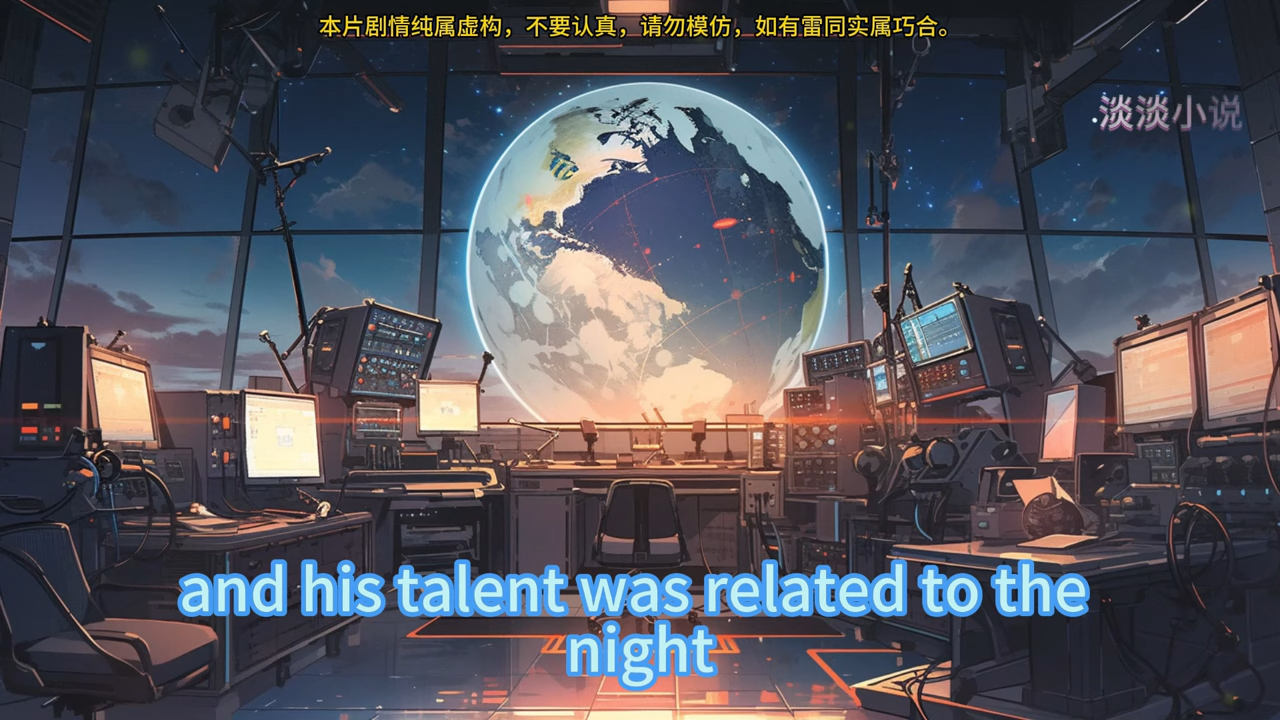 本片剧情纯属虚构，不要认真，请勿模仿，如有雷同实属巧合。
淡淡小说
and his talent was related to the
night